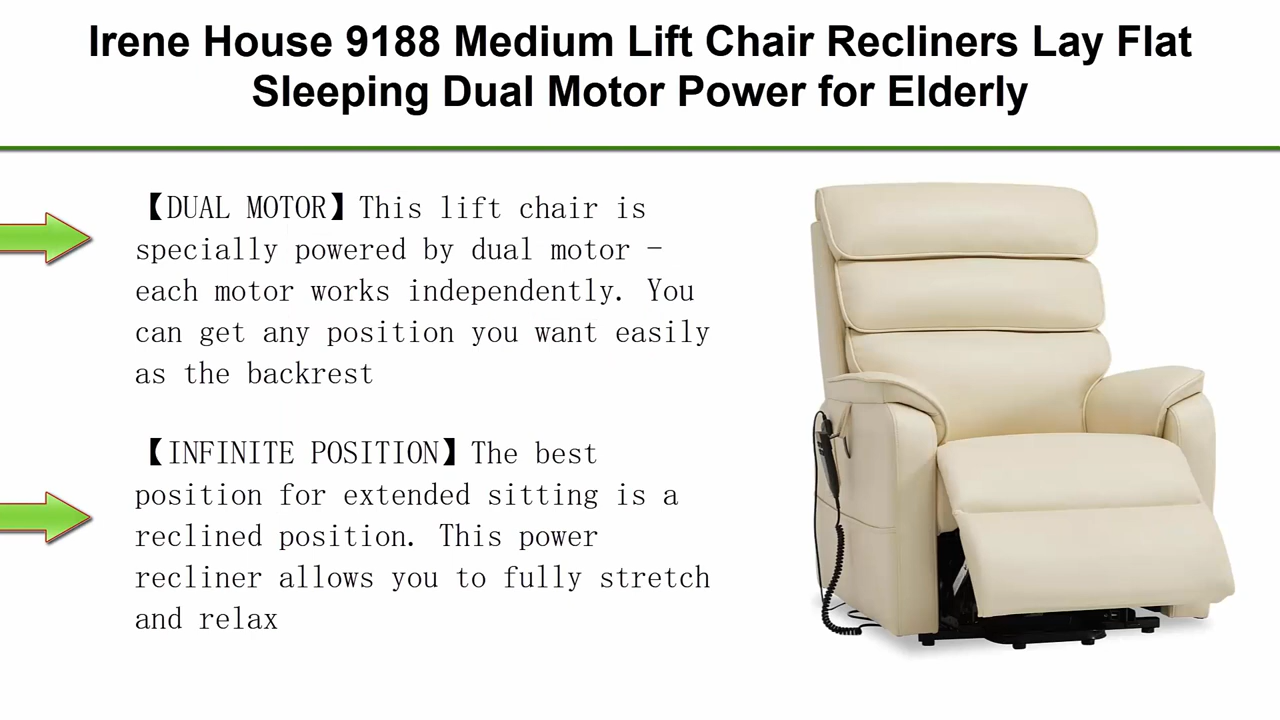 Irene House 9188 Medium Lift Chair Recliners Lay Flat
Sleeping Dual Motor Power for Elderly
【DUAL MOTOR】This lift chair is
specially powered by dual motor –
each motor works independently. You
can get any position you want easily
as the backrest
【INFINITE POSITION】The best
position for extended sitting is a
reclined position. This power
recliner allows you to fully stretch
and relax